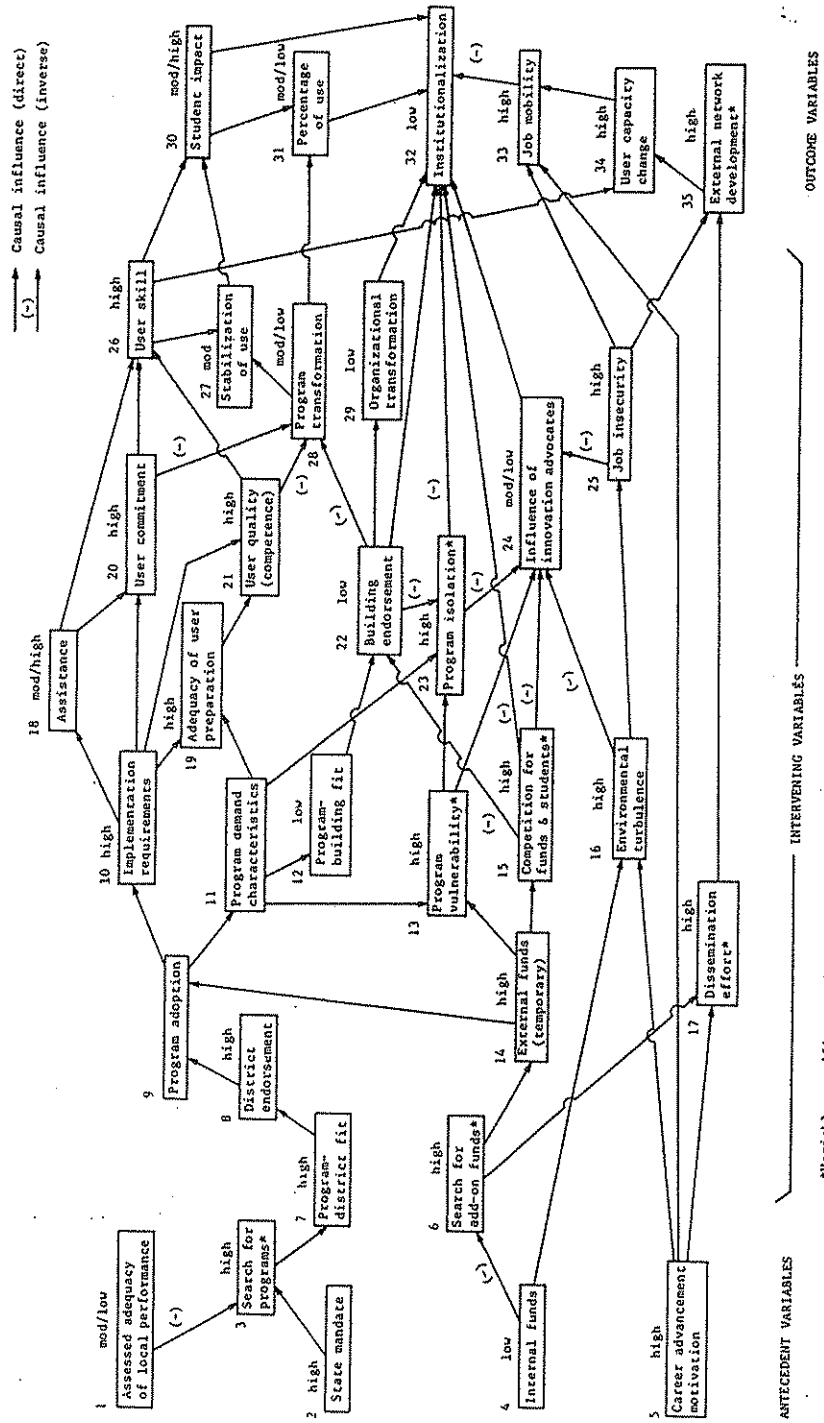 Causal influence (direct)
(-) Causal influence (inverse)
1 mod/low
Assessed adequacy
of local performance
(-)
2 high
State mandate
3 high
Search for
programs*
4 low
Internal funds
(-)
5 high
Career advancement
motivation
6 high
Search for
add-on funds*
7 high
Program-
district fit
8 high
District
endorsement
9
Program adoption
10 high
Implementation
requirements
11
Program demand
characteristics
12 low
Program-
building fit
13 high
Program
vulnerability*
14 high
External funds
(temporary)
15 high
Competition for
funds & students*
(-)
(-)
(-)
16 high
Environmental
turbulence
(-)
17 high
Dissemination
effort*
18 mod/high
Assistance
19 high
Adequacy of user
preparation
20 high
User commitment
(-)
21 high
User quality
(competence)
(-)
22 low
Building
endorsement
(-)
(-)
23 high
Program isolation*
(-)
(-)
24 mod/low
Influence of
innovation advocates
25 high
Job insecurity
(-)
26 high
User skill
27 mod
Stabilization
of use
28 mod/low
Program
transformation
29 low
Organizational
transformation
30 mod/high
Student impact
31 mod/low
Percentage
of use
32 low
Institutionalization
33 high
Job mobility
(-)
34 high
User capacity
change
35 high
External network
development*
ANTECEDENT VARIABLES
INTERVENING VARIABLES
OUTCOME VARIABLES